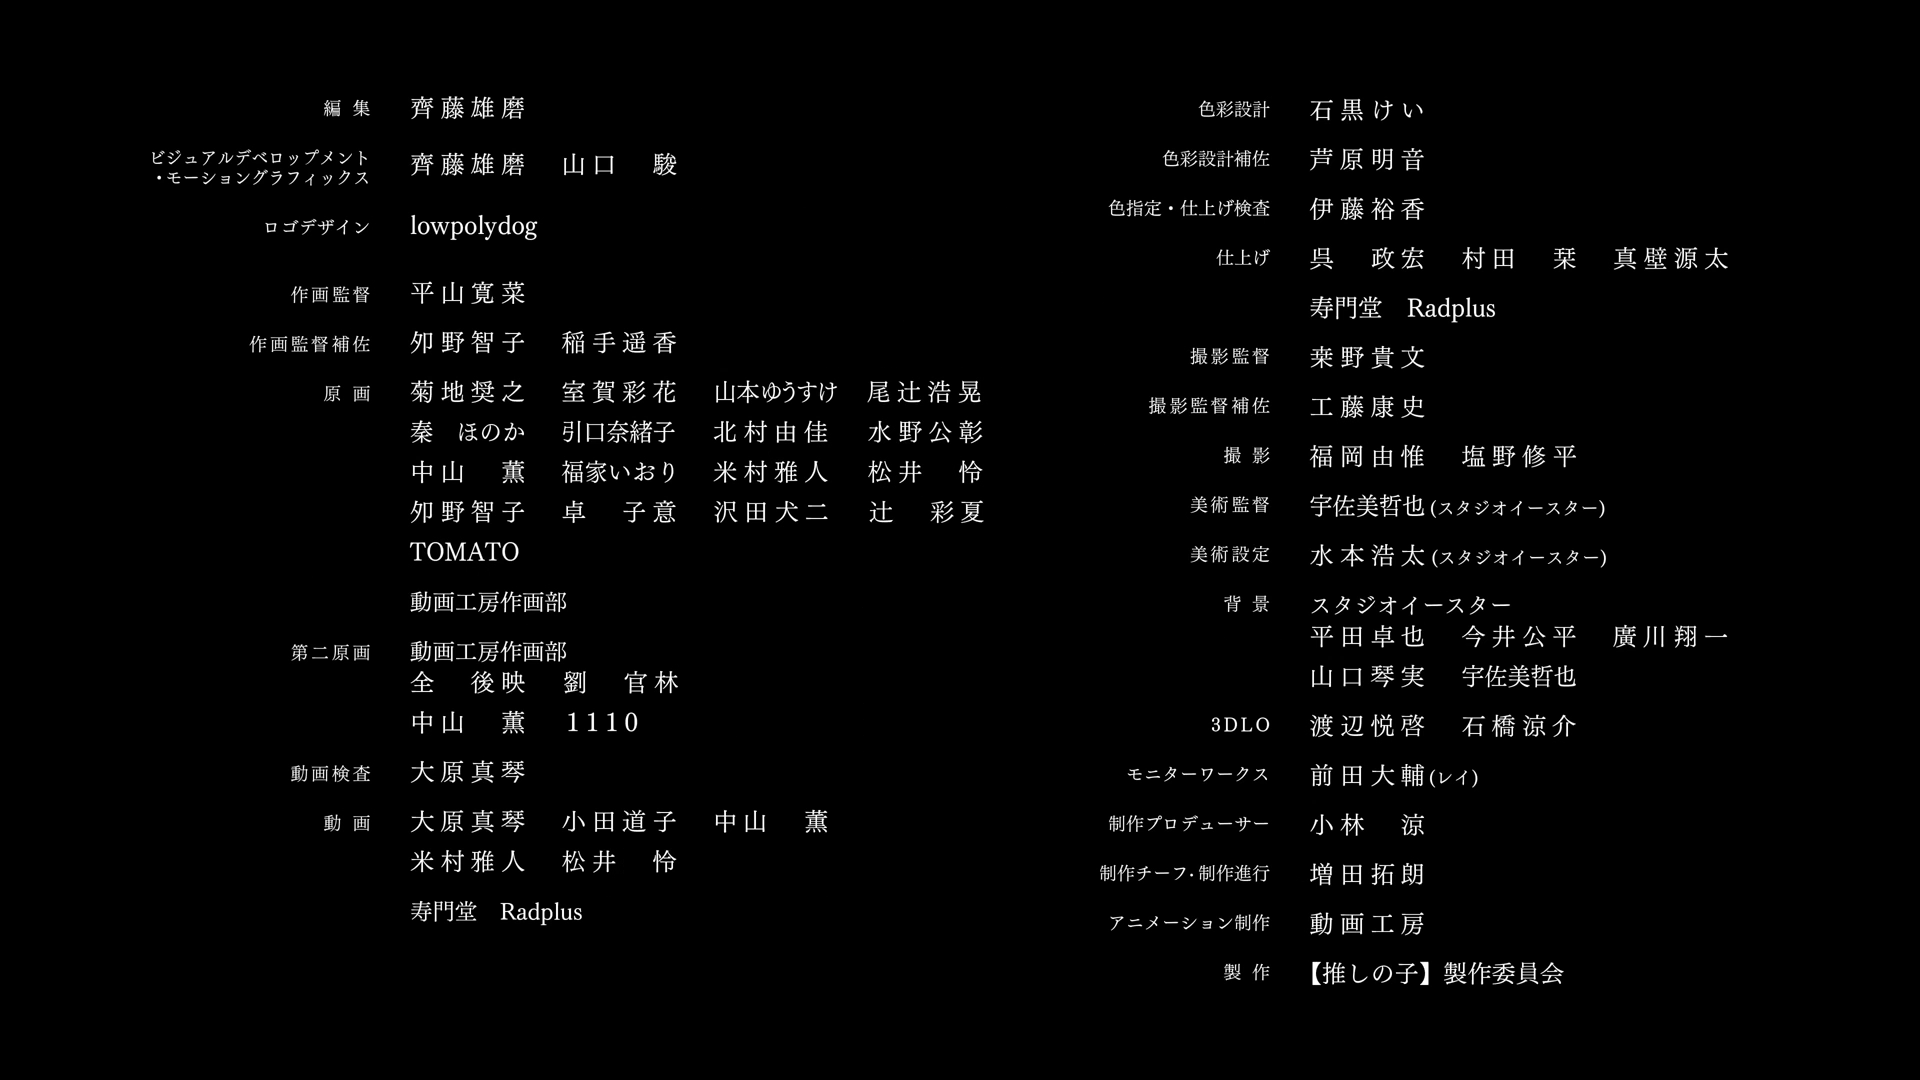 編 集 齊藤雄磨
ビジュアルデベロップメント
・モーショングラフィックス 齊藤雄磨 山口 駿
ロゴデザイン lowpolydog
作画監督 平山寛菜
作画監督補佐 夘野智子 稲手遥香
原 画 菊地奨之 室賀彩花 山本ゆうすけ 尾辻浩晃
秦 ほのか 引口奈緒子 北村由佳 水野公彰
中山 薫 福家いおり 米村雅人 松井 怜
夘野智子 卓 子意 沢田犬二 辻 彩夏
TOMATO
動画工房作画部
第二原画 動画工房作画部
全 後映 劉 官林
中山 薫 1110
動画検査 大原真琴
動 画 大原真琴 小田道子 中山 薫
米村雅人 松井 怜
寿門堂 Radplus
色彩設計 石黒けい
色彩設計補佐 芦原明音
色指定・仕上げ検査 伊藤裕香
仕上げ 呉 政宏 村田 栞 真壁源太
寿門堂 Radplus
撮影監督 桒野貴文
撮影監督補佐 工藤康史
撮 影 福岡由惟 塩野修平
美術監督 宇佐美哲也(スタジオイースター)
美術設定 水本浩太(スタジオイースター)
背 景 スタジオイースター
平田卓也 今井公平 廣川翔一
山口琴実 宇佐美哲也
3DLO 渡辺悦啓 石橋涼介
モニターワークス 前田大輔(レイ)
制作プロデューサー 小林 涼
制作チーフ・制作進行 増田拓朗
アニメーション制作 動画工房
製 作 【推しの子】製作委員会